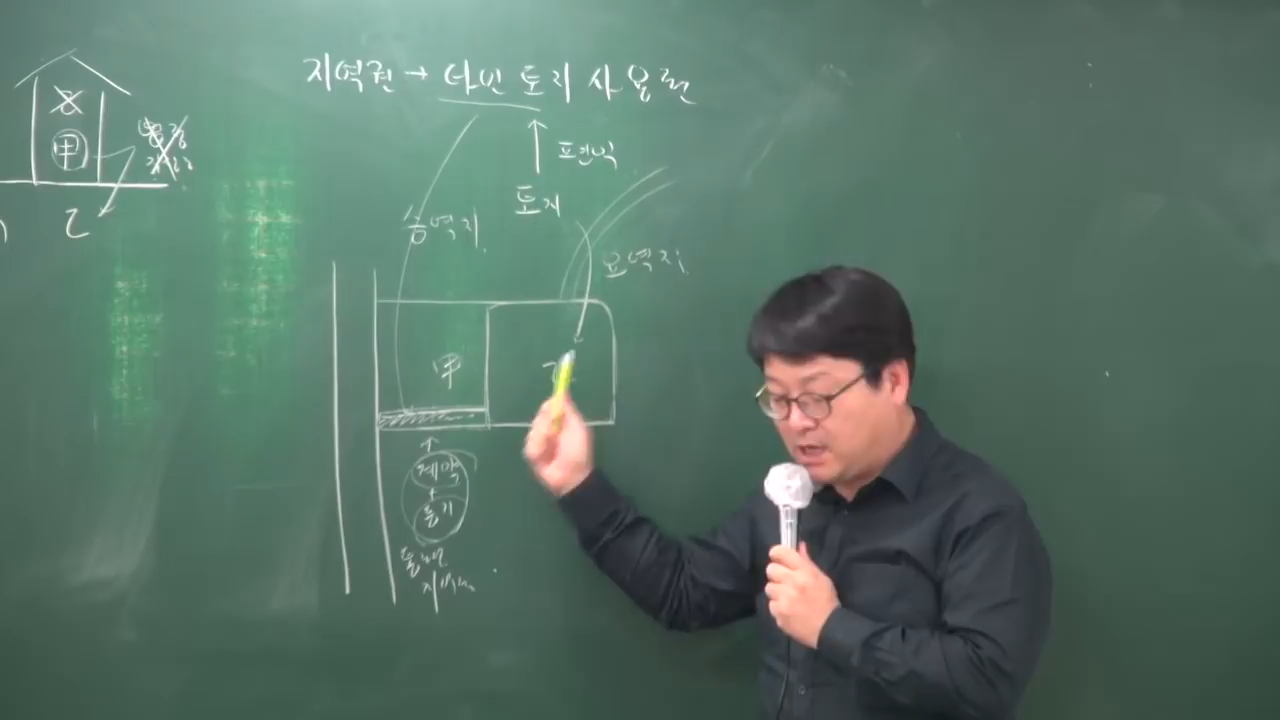 지역권 → 타인 토지 사용권
편익
토지
승역지
요역지
甲
乙
甲
계약
+
등기
乙